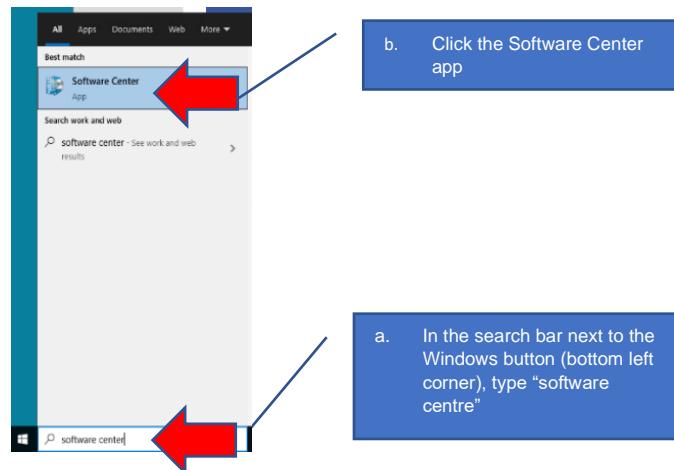 All Apps Documents Web More
Best match
Software Center
App
Search work and web
software center - See work and web
results
software center
b. Click the Software Center
app
a. In the search bar next to the
Windows button (bottom left
corner), type “software
centre”